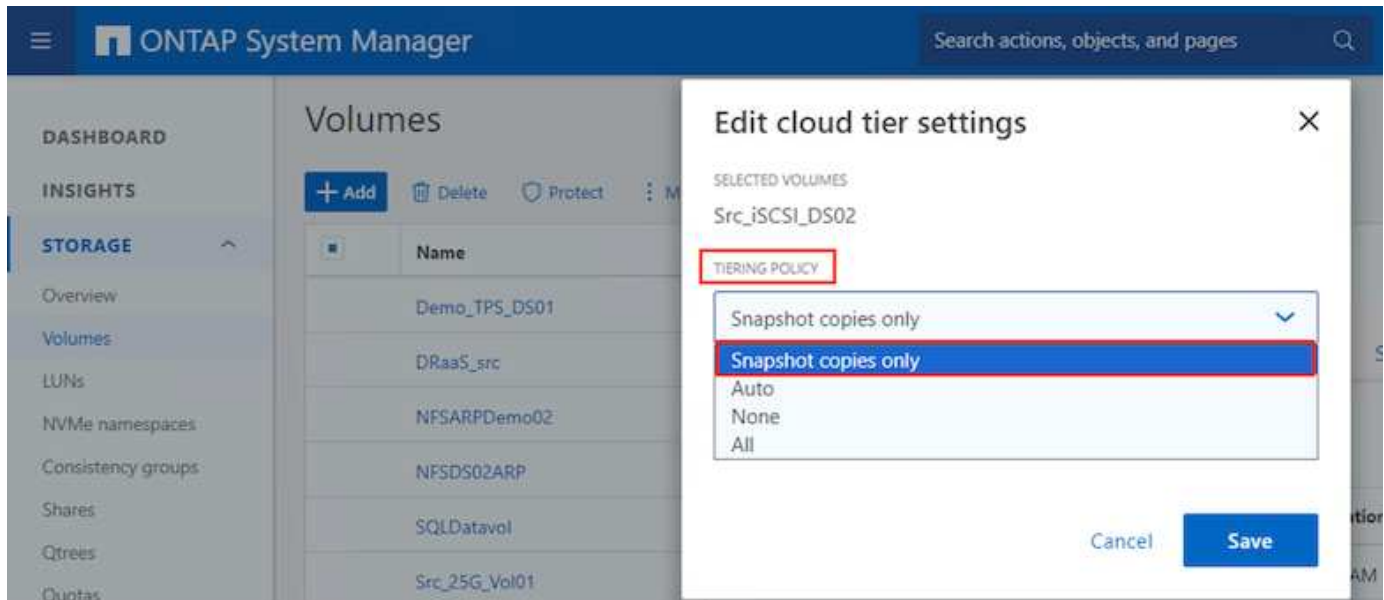 ONTAP System Manager
Search actions, objects, and pages
DASHBOARD
INSIGHTS
STORAGE
Overview
Volumes
LUNs
NVMe namespaces
Consistency groups
Shares
Qtrees
Quotas
Volumes
Add
Delete
Protect
Name
Demo_TPS_DS01
DRaaS_src
NFSARPDemo02
NFSDS02ARP
SQLDatavol
Src_25G_Vol01
Edit cloud tier settings
SELECTED VOLUMES
Src_iSCSI_DS02
TIERING POLICY
Snapshot copies only
Snapshot copies only
Auto
None
All
Cancel
Save
AM